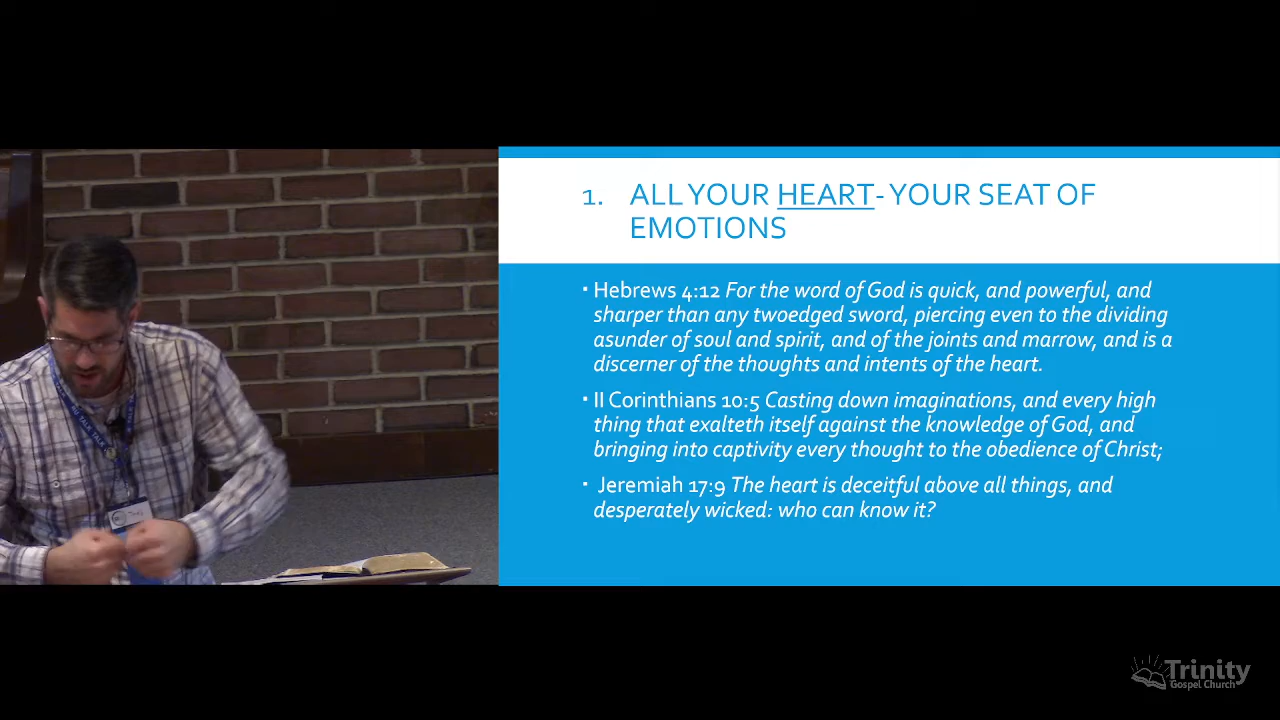 1. ALL YOUR HEART- YOUR SEAT OF
EMOTIONS
▪ Hebrews 4:12 For the word of God is quick, and powerful, and
sharper than any twoedged sword, piercing even to the dividing
asunder of soul and spirit, and of the joints and marrow, and is a
discerner of the thoughts and intents of the heart.
▪ II Corinthians 10:5 Casting down imaginations, and every high
thing that exalteth itself against the knowledge of God, and
bringing into captivity every thought to the obedience of Christ;
▪ Jeremiah 17:9 The heart is deceitful above all things, and
desperately wicked: who can know it?
TALK TALK
Trinity
Gospel Church